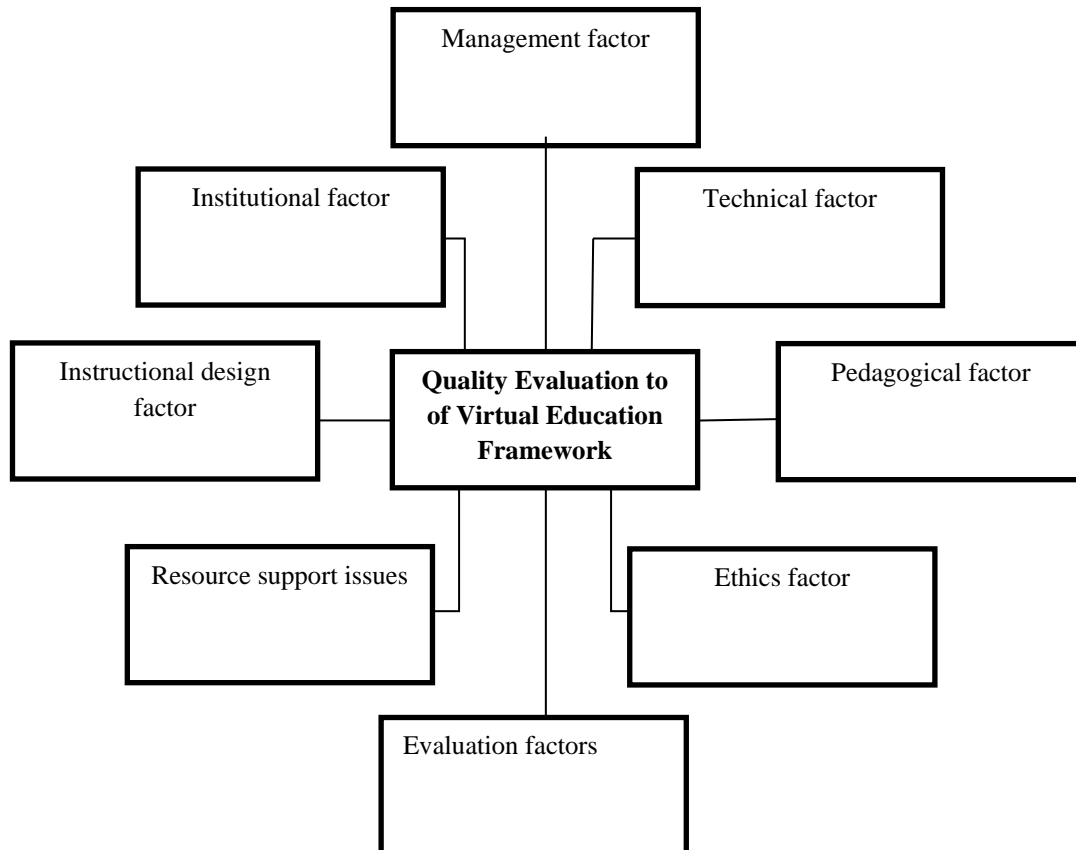 Management factor
Institutional factor
Technical factor
Instructional design
factor
Quality Evaluation to
of Virtual Education
Framework
Pedagogical factor
Resource support issues
Ethics factor
Evaluation factors